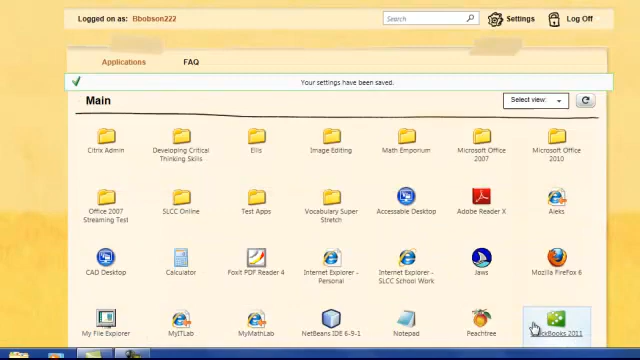 Logged on as: Bbobson222
Search
Settings
Log Off
Applications
FAQ
Your settings have been saved.
Main
Select view:
Citrix Admin
Developing Critical
Thinking Skills
Ellis
Image Editing
Math Emporium
Microsoft Office
2007
Microsoft Office
2010
Office 2007
Streaming Test
SLCC Online
Test Apps
Vocabulary Super
Stretch
Accessable Desktop
Adobe Reader X
Aleks
CAD Desktop
Calculator
Foxit PDF Reader 4
Internet Explorer -
Personal
Internet Explorer -
SLCC School Work
Jaws
Mozilla FireFox 6
My File Explorer
MyITLab
MyMathLab
NetBeans IDE 6-9-1
Notepad
Peachtree
QuickBooks 2011